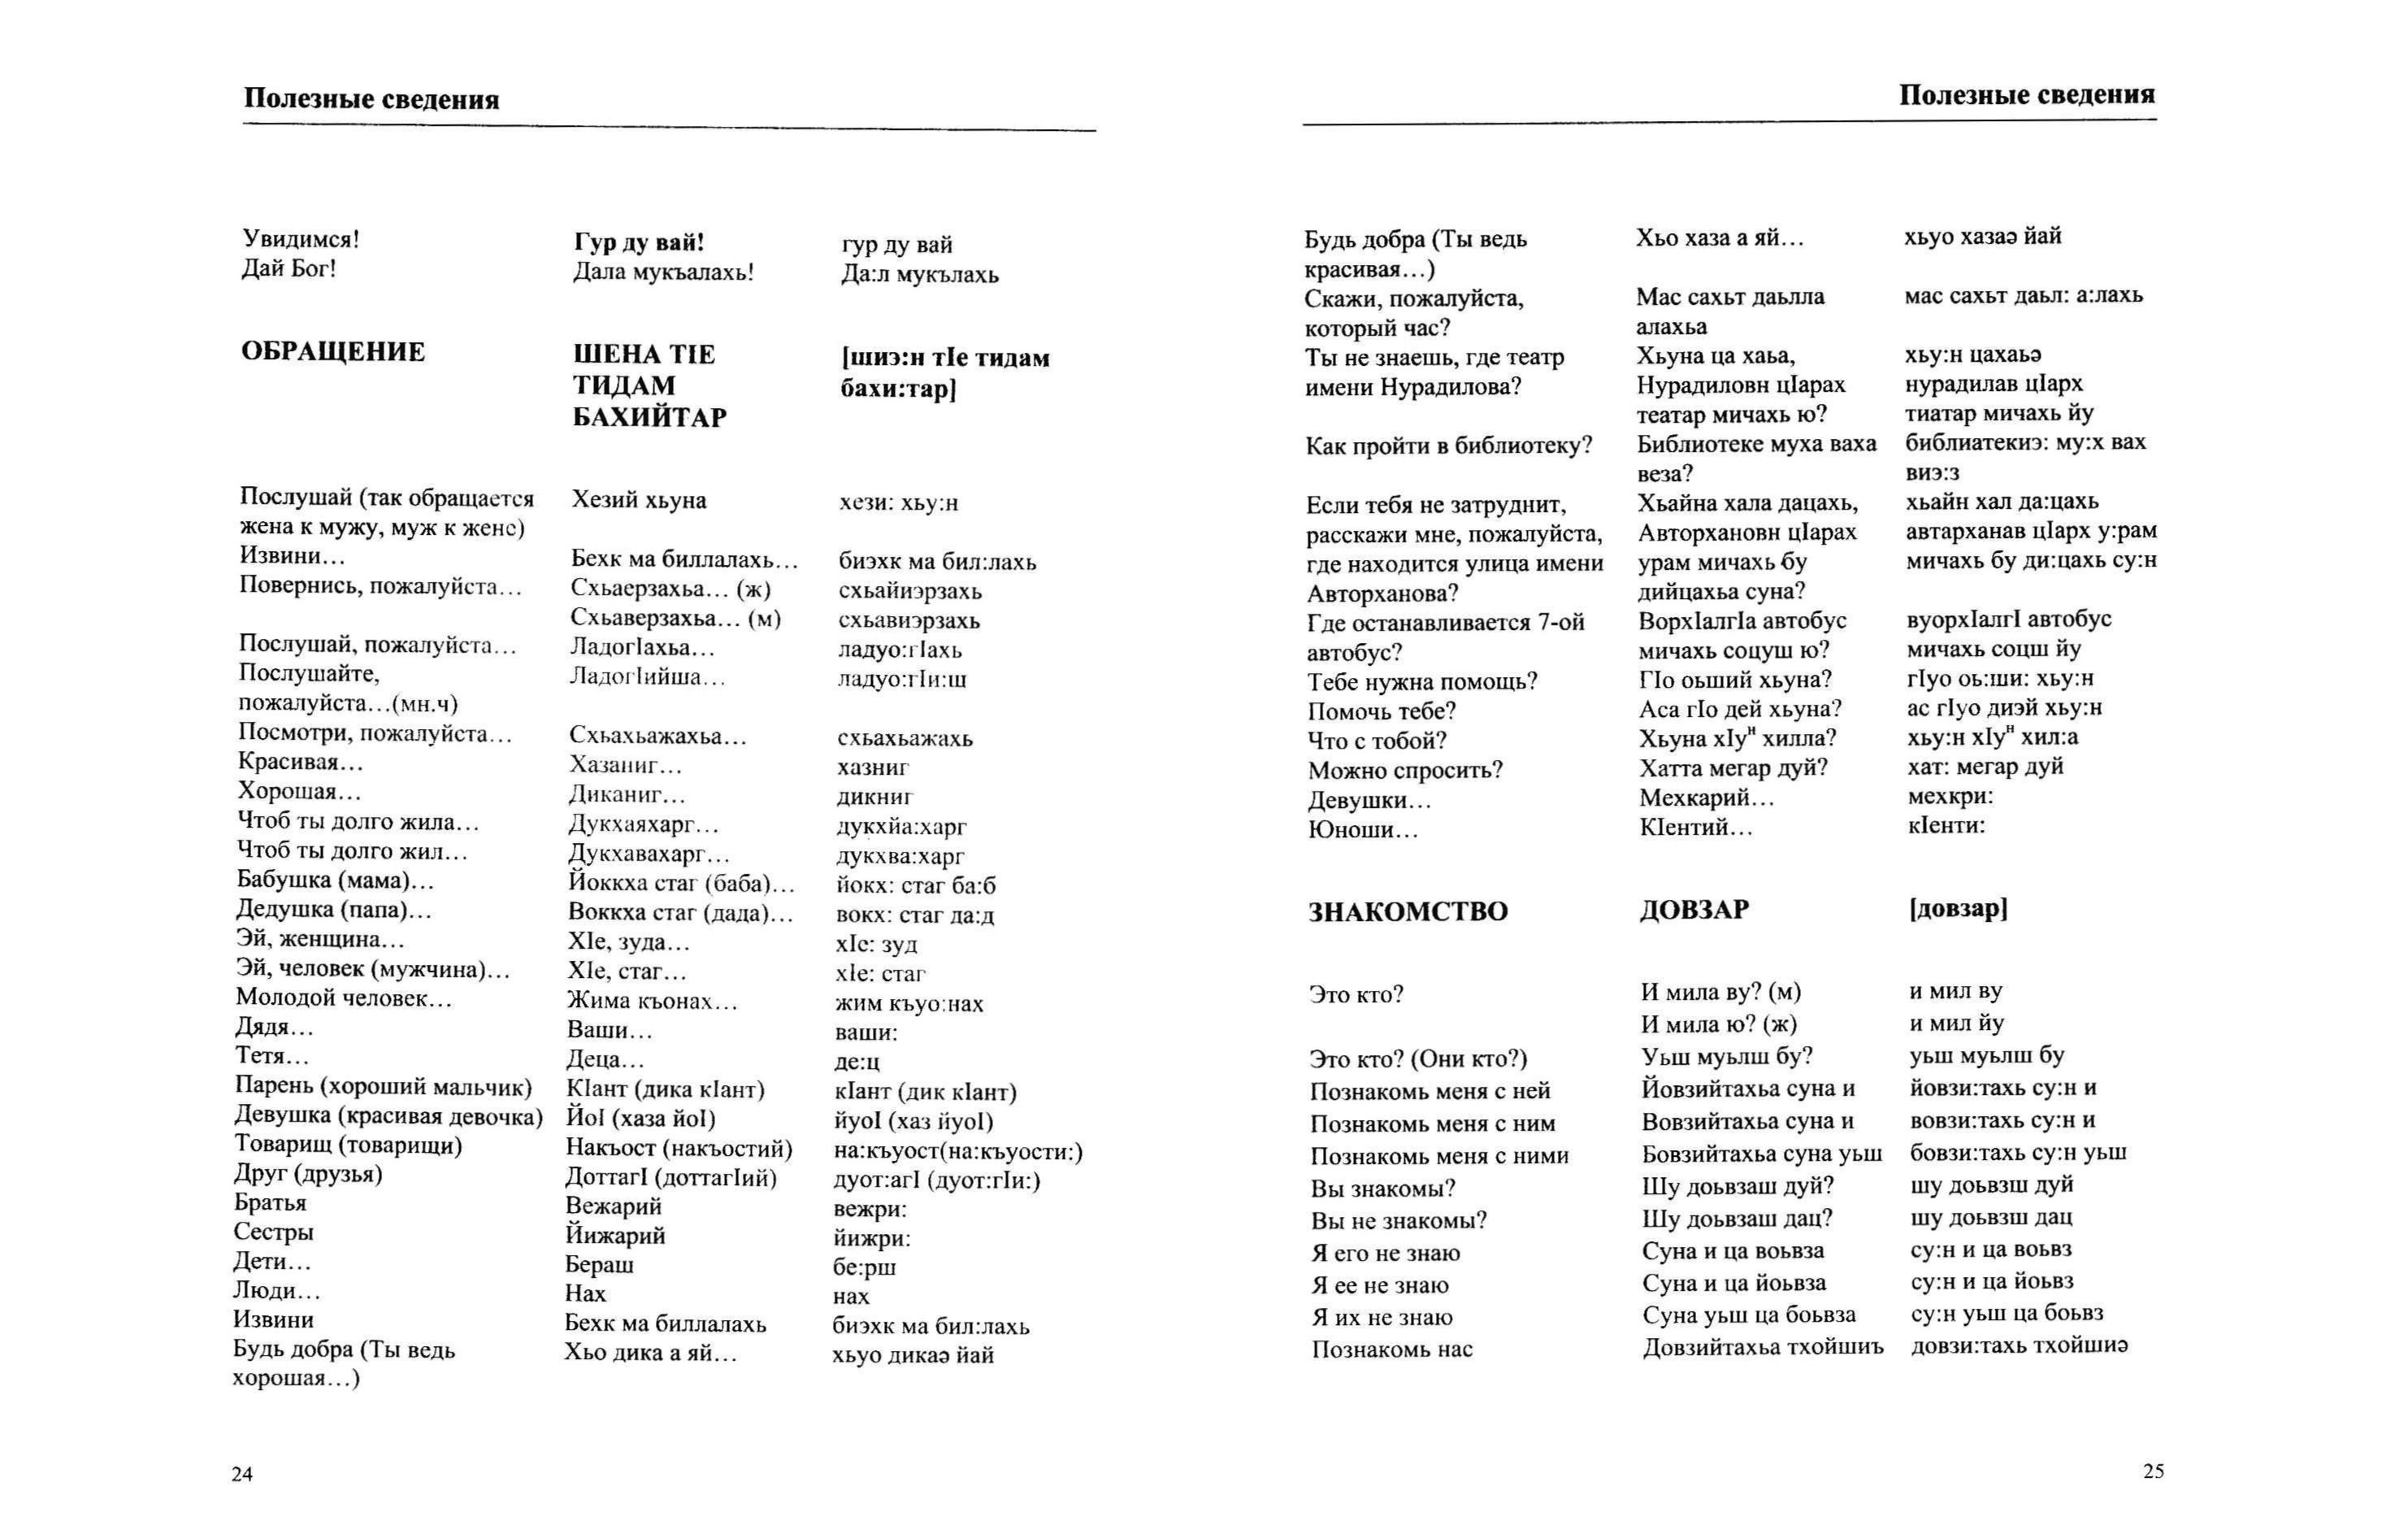 Полезные сведения
Увидимся! Гур ду вай! гур ду вай
Дай Бог! Дала мукъалахь! Да:л мукълахь
ОБРАЩЕНИЕ ШЕНА ТIЕ [шиэ:н тIе тидам
ТИДАМ бахи:тар]
БАХИЙТАР
Послушай (так обращается Хезий хьуна хези: хьу:н
жена к мужу, муж к жене)
Извини... Бехк ма биллалахь... биэхк ма бил:лахь
Повернись, пожалуйста... Схьаерзахьа... (ж) схьайиэрзахь
Схьаверзахьа... (м) схьавиэрзахь
Послушай, пожалуйста... ЛадогIахьа... ладуо:гIахь
Послушайте, ЛадогIийша... ладуо:гIи:ш
пожалуйста...(мн.ч)
Посмотри, пожалуйста... Схьахьажахьа... схьахьажахь
Красивая... Хазаниг... хазниг
Хорошая... Диканиг... дикниг
Чтоб ты долго жила... Дукхаяхарг... дукхйа:харг
Чтоб ты долго жил... Дукхавахарг... дукхва:харг
Бабушка (мама)... Йоккха стаг (баба)... йокх: стаг ба:б
Дедушка (папа)... Воккха стаг (дада)... вокх: стаг да:д
Эй, женщина... ХIе, зуда... хIе: зуд
Эй, человек (мужчина)... ХIе, стаг... хIе: стаг
Молодой человек... Жима къонах... жим къуо:нах
Дядя... Ваши... ваши:
Тетя... Деца... де:ц
Парень (хороший мальчик) КIант (дика кIант) кIант (дик кIант)
Девушка (красивая девочка) ЙоI (хаза йоI) йуоI (хаз йуоI)
Товарищ (товарищи) Накъост (накъостий) на:къуост(на:къуости:)
Друг (друзья) ДоттагI (доттагIий) дуот:агI (дуот:гIи:)
Братья Вежарий вежри:
Сестры Йижарий йижри:
Дети... Бераш бе:рш
Люди... Нах нах
Извини Бехк ма биллалахь биэхк ма бил:лахь
Будь добра (Ты ведь Хьо дика а яй... хьуо дикаэ йай
хорошая...)
24
Полезные сведения
Будь добра (Ты ведь Хьо хаза а яй... хьуо хазаэ йай
красивая...)
Скажи, пожалуйста, Мас сахьт даьлла мас сахьт даьл: а:лахь
который час? алахьа
Ты не знаешь, где театр Хьуна ца хаьа, хьу:н цахаьэ
имени Нурадилова? Нурадиловн цIарах нурадилав цIарх
театар мичахь ю? тиатар мичахь йу
Как пройти в библиотеку? Библиотеке муха ваха библиатекиэ: му:х вах
веза? виэ:з
Если тебя не затруднит, Хьайна хала дацахь, хьайн хал да:цахь
расскажи мне, пожалуйста, Авторхановн цIарах автарханав цIарх у:рам
где находится улица имени урам мичахь бу мичахь бу ди:цахь су:н
Авторханова? дийцахьа суна?
Где останавливается 7-ой ВорхIалгIа автобус вуорхIалгI автобус
автобус? мичахь соцуш ю? мичахь соцш йу
Тебе нужна помощь? ГIо оьший хьуна? гIуо оь:ши: хьу:н
Помочь тебе? Аса гIо дей хьуна? ас гIуо диэй хьу:н
Что с тобой? Хьуна хIуᵸ хилла? хьу:н хIуᵸ хил:а
Можно спросить? Хатта мегар дуй? хат: мегар дуй
Девушки... Мехкарий... мехкри:
Юноши... КIентий... кIенти:
ЗНАКОМСТВО ДОВЗАР [довзар]
Это кто? И мила ву? (м) и мил ву
И мила ю? (ж) и мил йу
Это кто? (Они кто?) Уьш муьлш бу? уьш муьлш бу
Познакомь меня с ней Йовзийтахьа суна и йовзи:тахь су:н и
Познакомь меня с ним Вовзийтахьа суна и вовзи:тахь су:н и
Познакомь меня с ними Бовзийтахьа суна уьш бовзи:тахь су:н уьш
Вы знакомы? Шу доьвзаш дуй? шу доьвзш дуй
Вы не знакомы? Шу доьвзаш дац? шу доьвзш дац
Я его не знаю Суна и ца воьвза су:н и ца воьвз
Я ее не знаю Суна и ца йоьвза су:н и ца йоьвз
Я их не знаю Суна уьш ца боьвза су:н уьш ца боьвз
Познакомь нас Довзийтахьа тхойшиъ довзи:тахь тхойшиэ
25